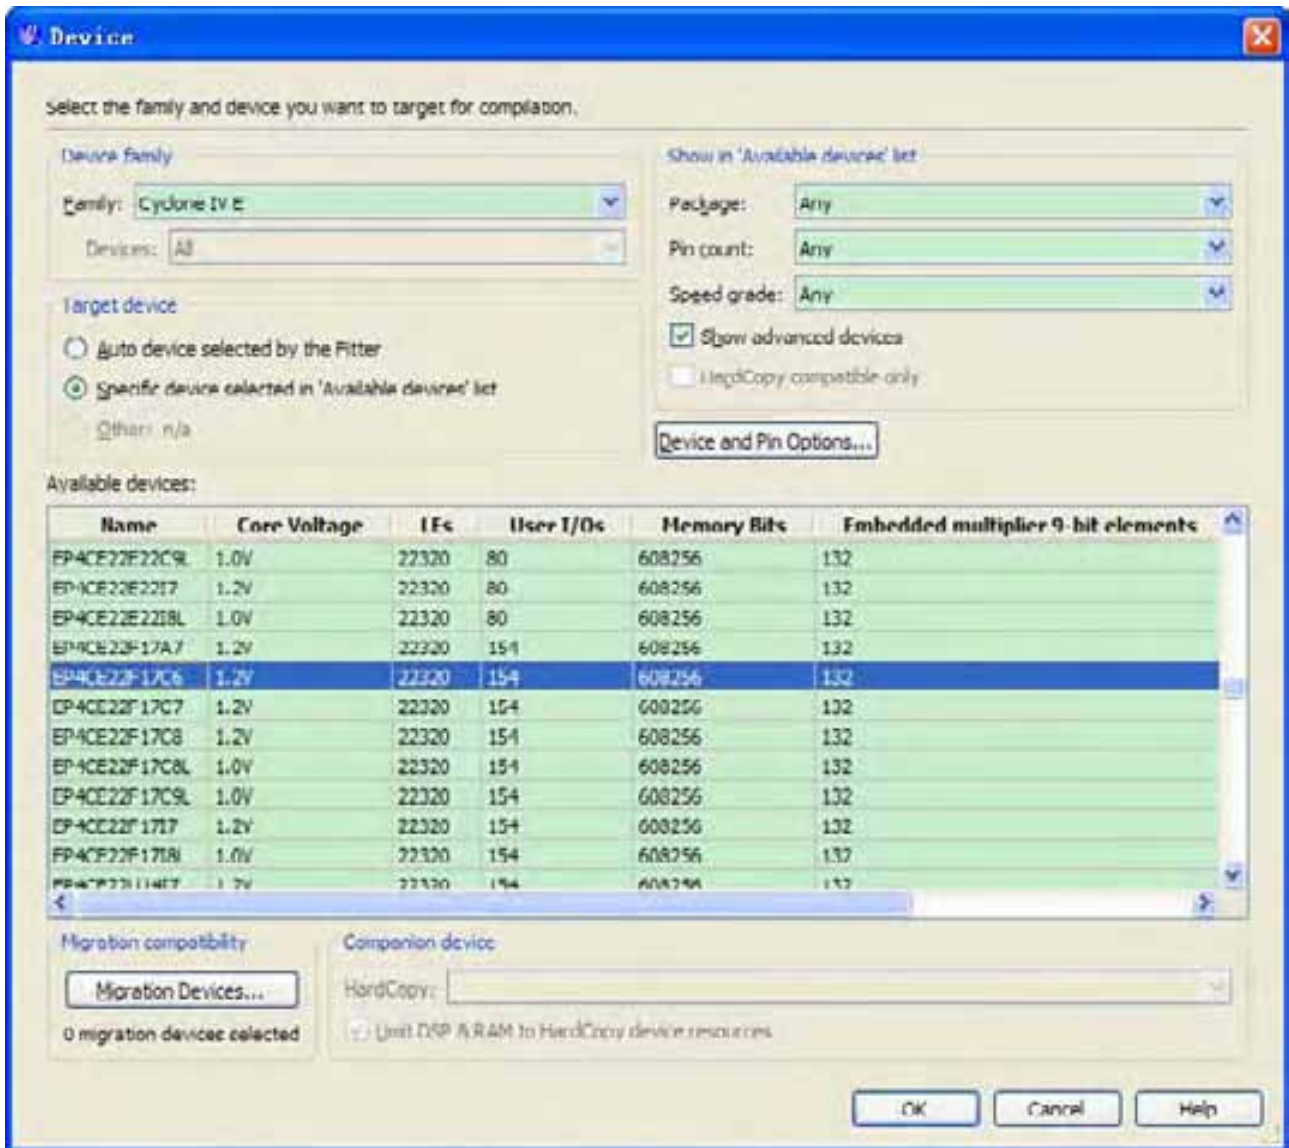 Device
Select the family and device you want to target for compilation.
Device family
Family: Cyclone IV E
Devices: All
Show in 'Available devices' list
Package: Any
Pin count: Any
Speed grade: Any
Show advanced devices
HardCopy compatible only
Target device
Auto device selected by the Fitter
Specific device selected in 'Available devices' list
Other: n/a
Device and Pin Options...
Available devices:
Name Core Voltage LEs User I/Os Memory Bits Embedded multiplier 9-bit elements
EP4CE22E22C9L 1.0V 22320 80 608256 132
EP4CE22E22I7 1.2V 22320 80 608256 132
EP4CE22E22I8L 1.0V 22320 80 608256 132
EP4CE22F17A7 1.2V 22320 154 608256 132
EP4CE22F17C6 1.2V 22320 154 608256 132
EP4CE22F17C7 1.2V 22320 154 608256 132
EP4CE22F17C8 1.2V 22320 154 608256 132
EP4CE22F17C8L 1.0V 22320 154 608256 132
EP4CE22F17C9L 1.0V 22320 154 608256 132
EP4CE22F17I7 1.2V 22320 154 608256 132
EP4CE22F17I8L 1.0V 22320 154 608256 132
1.2V 22320 154 608256 132
Migration compatibility
Migration Devices...
0 migration devices selected
Companion device
HardCopy:
Limit DSP & RAM to HardCopy device resources
OK Cancel Help